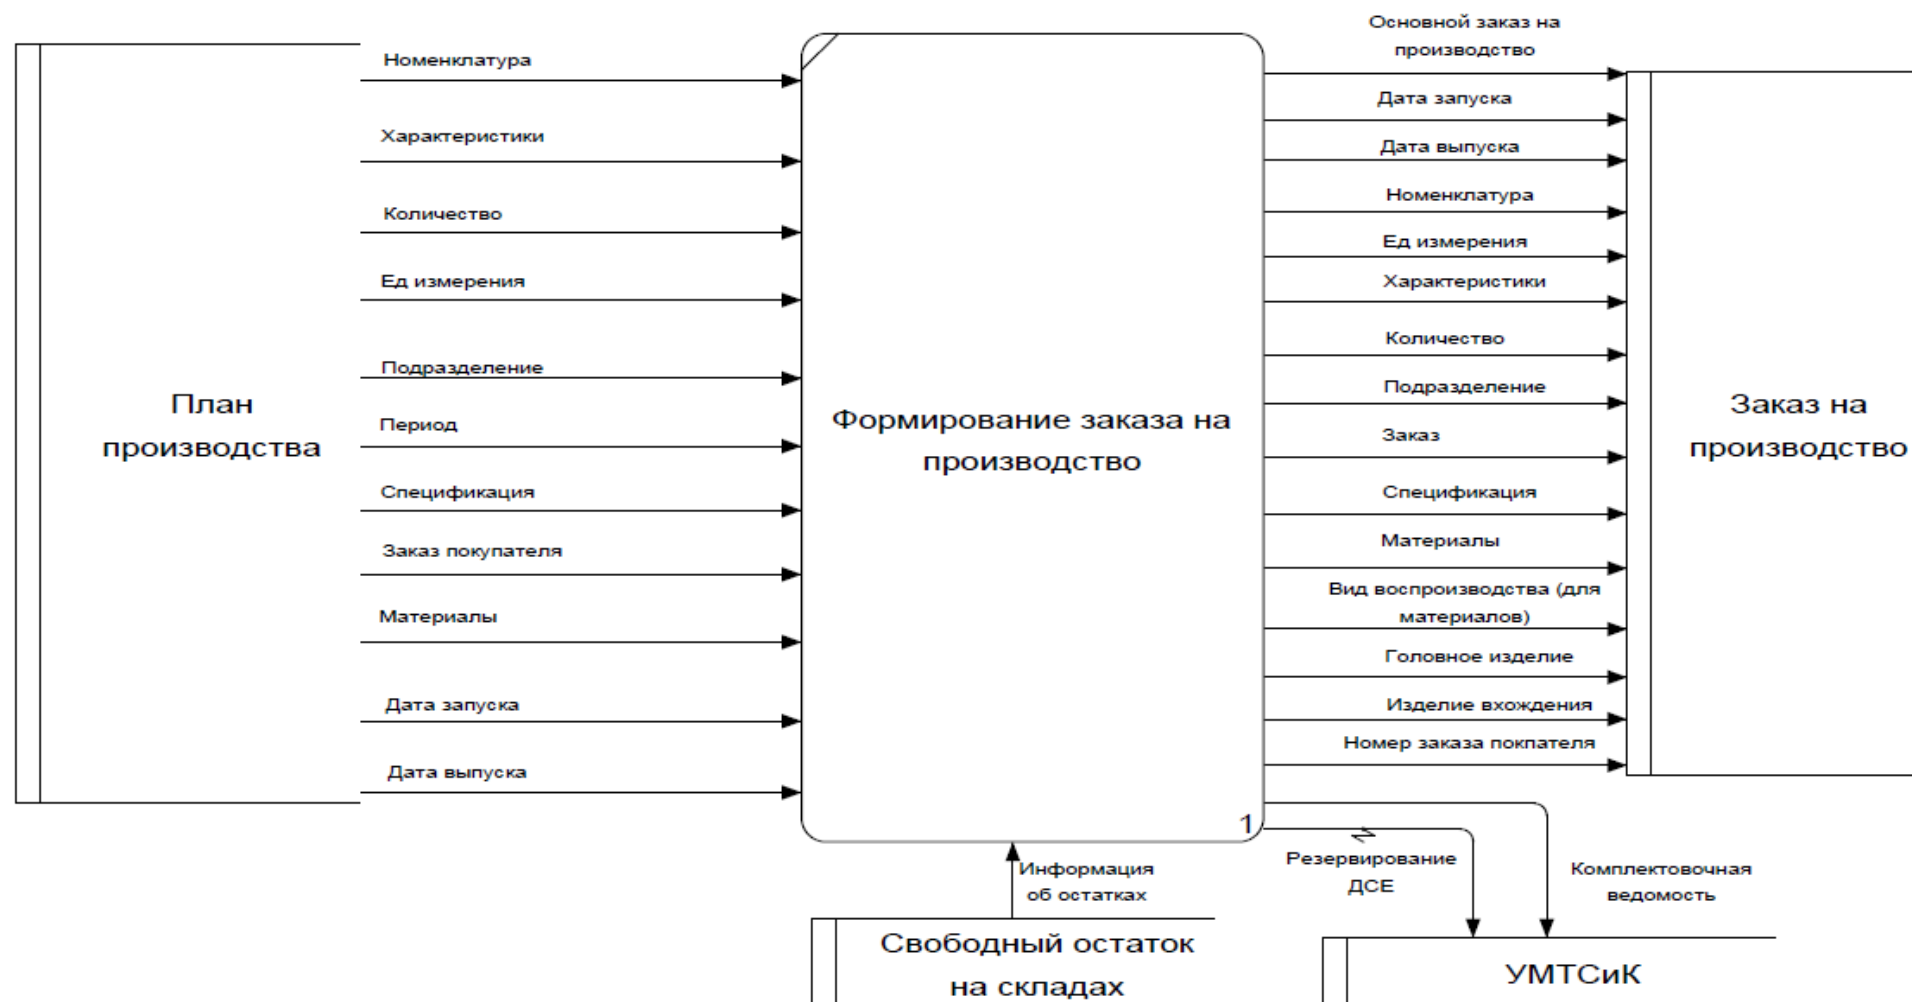 План
производства
Номенклатура
Характеристики
Количество
Ед измерения
Подразделение
Период
Спецификация
Заказ покупателя
Материалы
Дата запуска
Дата выпуска
Формирование заказа на
производство
1
Основной заказ на
производство
Дата запуска
Дата выпуска
Номенклатура
Ед измерения
Характеристики
Количество
Подразделение
Заказ
Спецификация
Материалы
Вид воспроизводства (для
материалов)
Головное изделие
Изделие вхождения
Номер заказа покпателя
Заказ на
производство
Информация
об остатках
Резервирование
ДСЕ
Комплектовочная
ведомость
Свободный остаток
на складах
УМТСиК